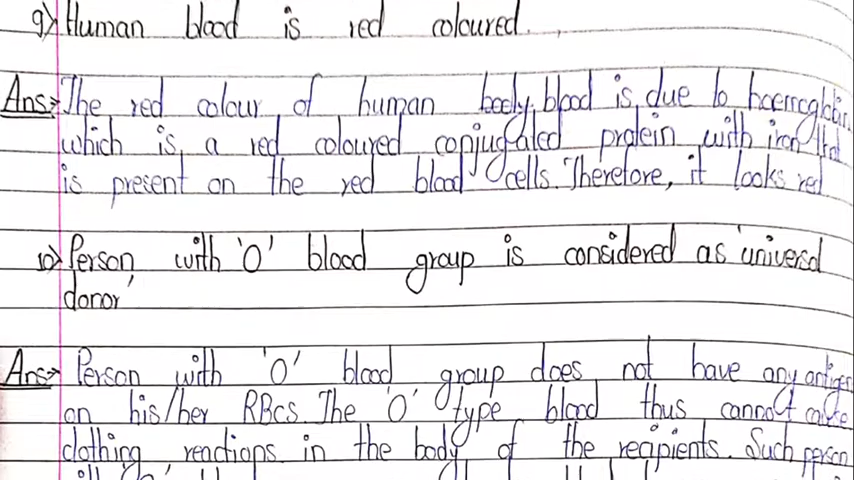 9) Human blood is red coloured.
Ans:- The red colour of human body blood is due to haemoglobin
which is a red coloured conjugated protein with iron that
is present on the red blood cells. Therefore, it looks red
10) Person with 'O' blood group is considered as 'universal
donor'
Ans:- Person with 'O' blood group does not have any antigen
on his/her RBCs. The 'O' type blood thus cannot cause
clothing reactions in the body of the recipients. Such person